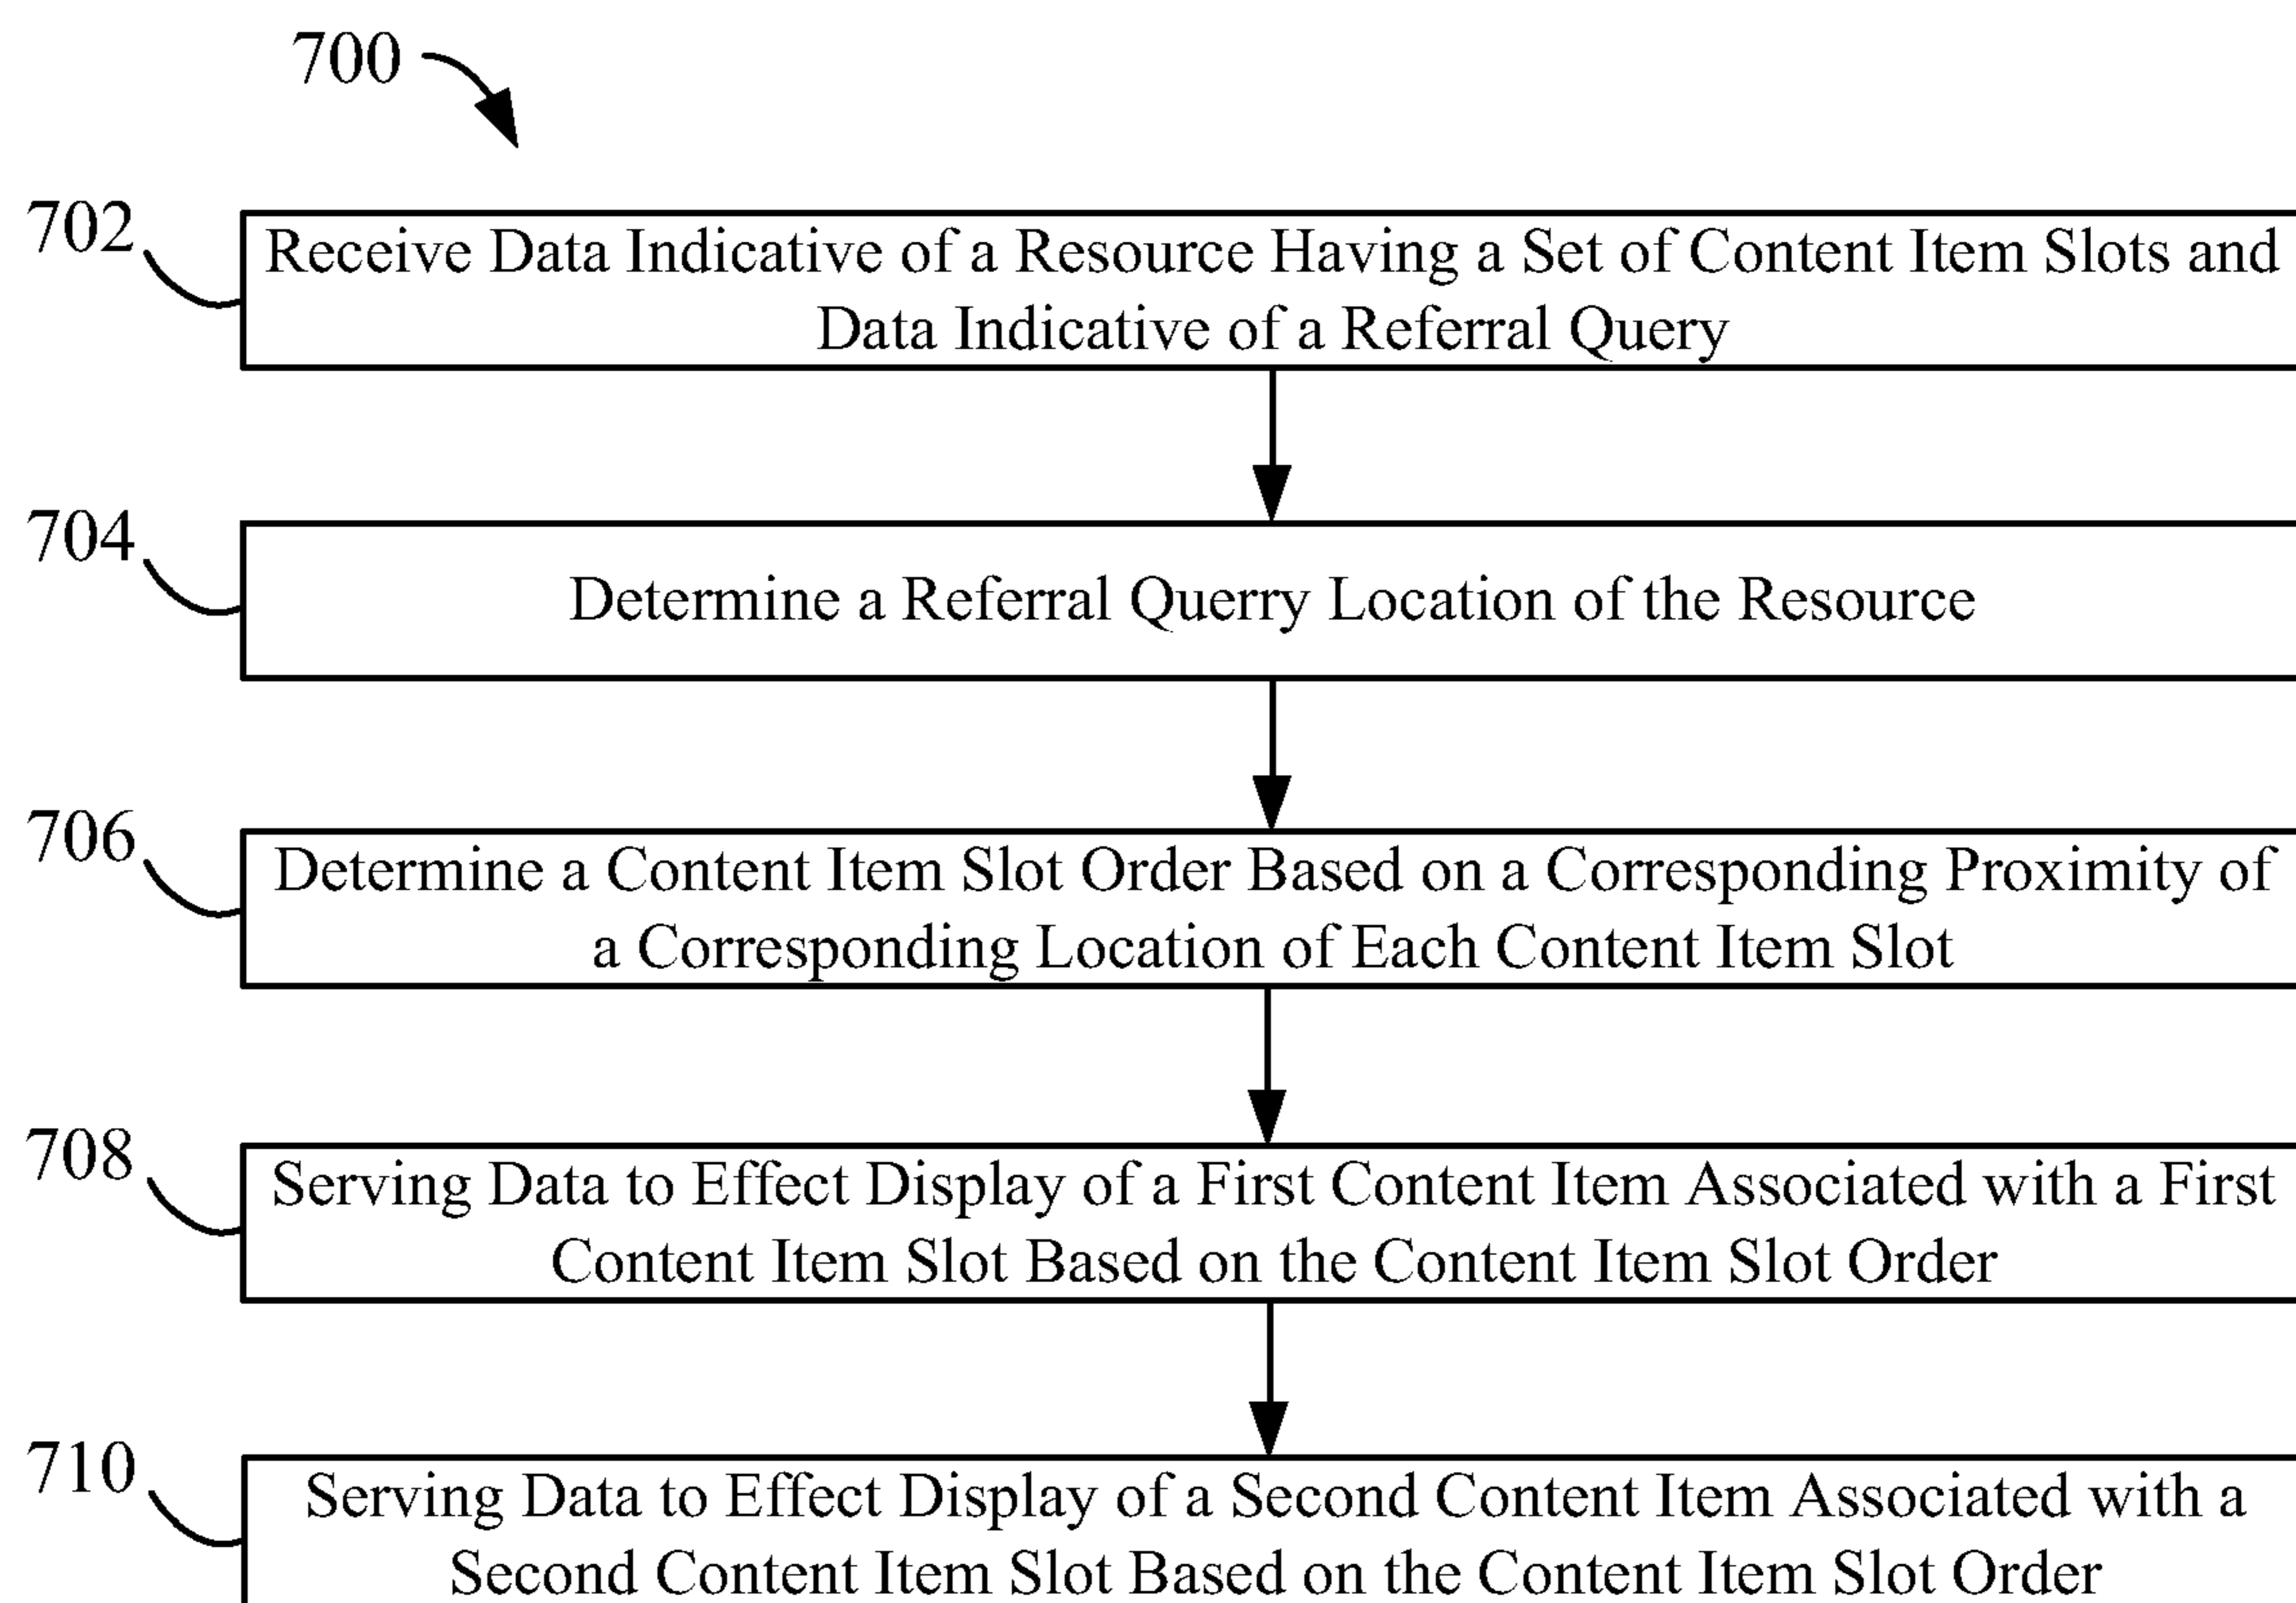 700
702
Receive Data Indicative of a Resource Having a Set of Content Item Slots and
Data Indicative of a Referral Query
704
Determine a Referral Querry Location of the Resource
706
Determine a Content Item Slot Order Based on a Corresponding Proximity of
a Corresponding Location of Each Content Item Slot
708
Serving Data to Effect Display of a First Content Item Associated with a First
Content Item Slot Based on the Content Item Slot Order
710
Serving Data to Effect Display of a Second Content Item Associated with a
Second Content Item Slot Based on the Content Item Slot Order